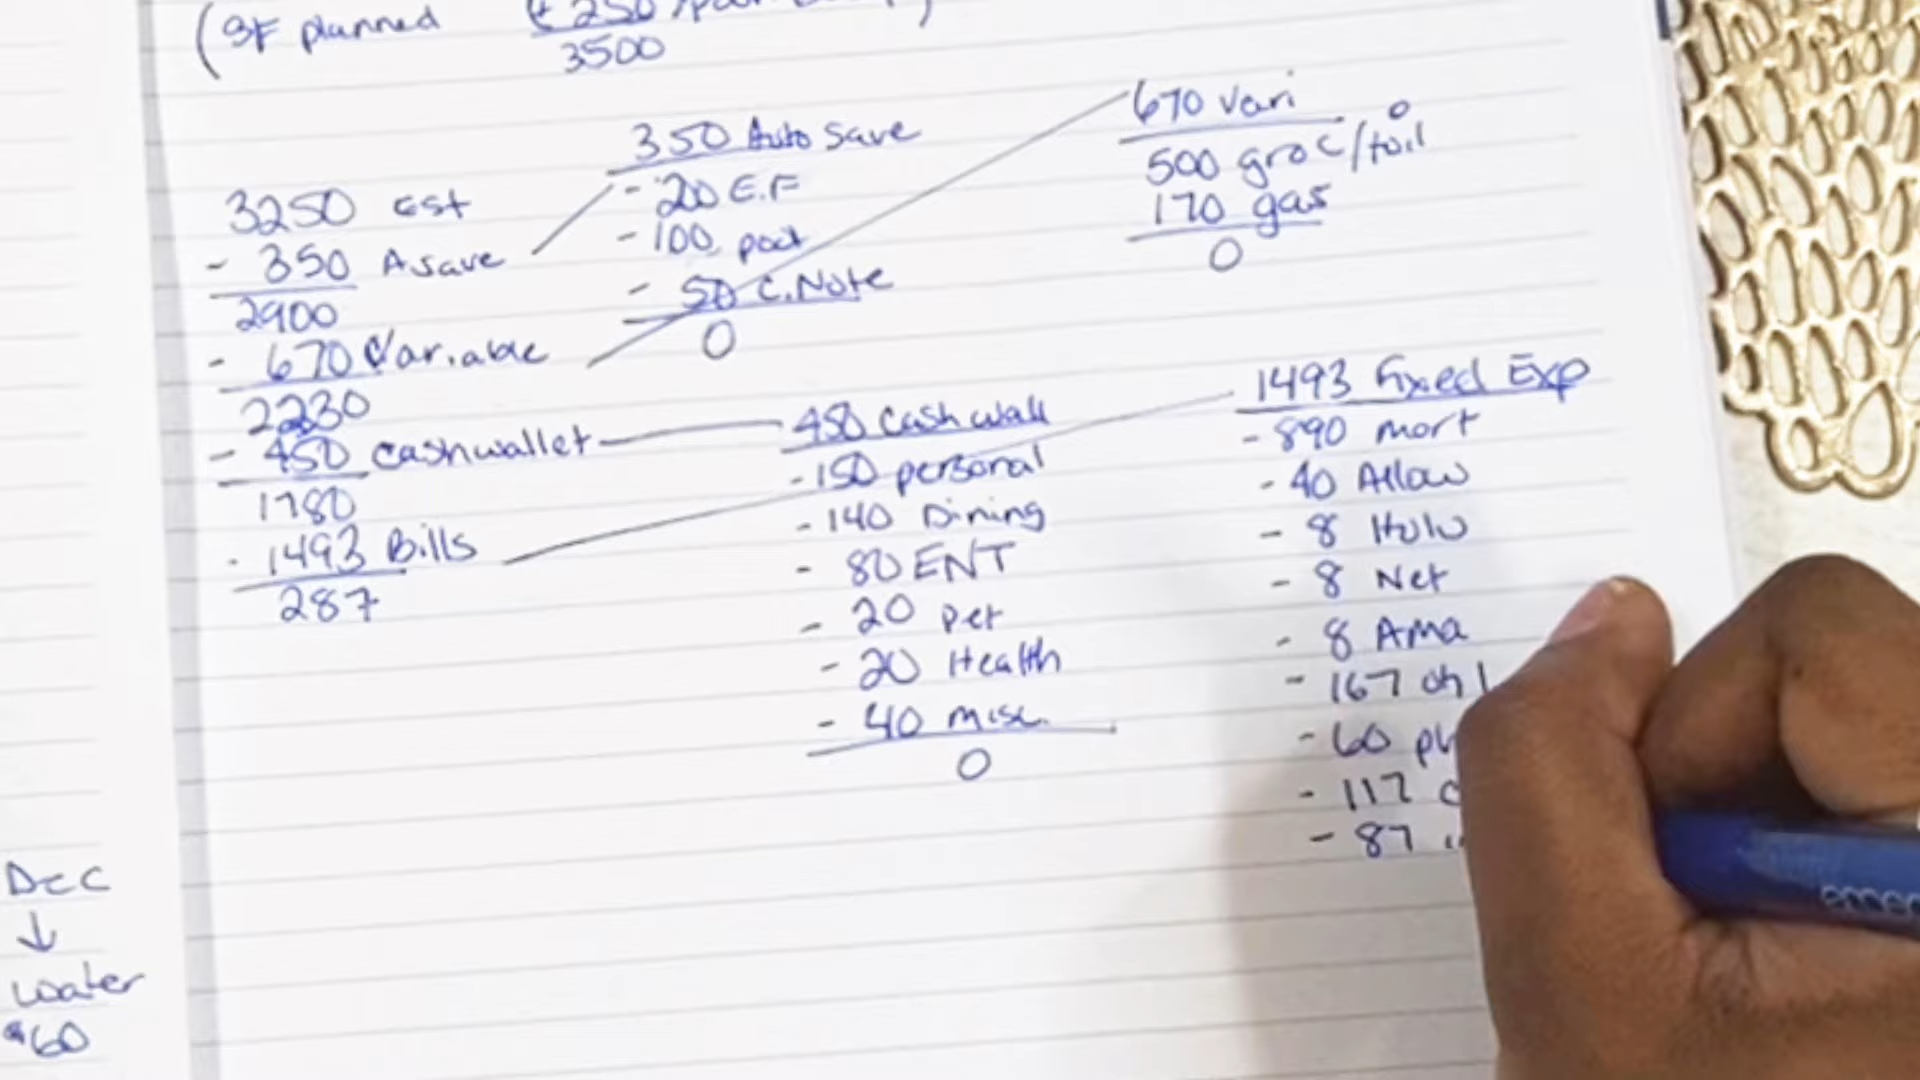 (SF planned
3500
3250 Est
- 350 Asave
2900
- 670 Variable
2230
- 450 cashwallet
1780
- 1493 Bills
287
350 Auto Save
- 200 E.F
- 100 pact
- 50 C.Note
0
670 Vari
500 groc/toil
170 gas
0
450 Cash wall
- 150 personal
- 140 Dining
- 80 ENT
- 20 Pet
- 20 Health
- 40 misc.
0
1493 Fixed Exp
- 890 mort
- 40 Allow
- 8 Hulu
- 8 Net
- 8 Ama
- 167
- 60
- 117
- 87
Dec
↓
water
$60